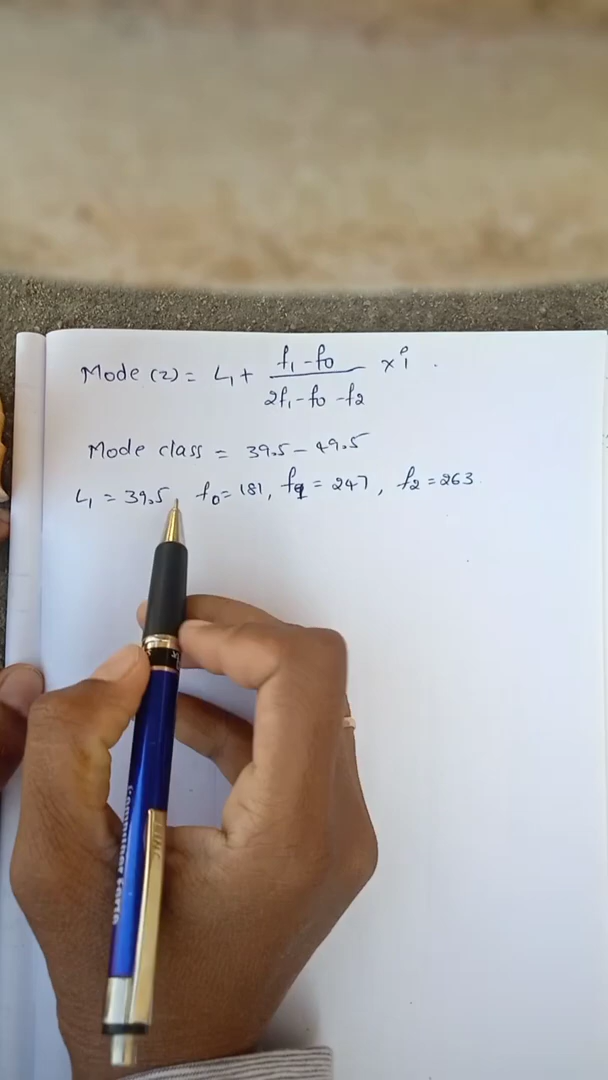 Mode (z) = L₁ + f₁ - f₀ / 2f₁ - f₀ - f₂ × i .
Mode class = 39.5 - 49.5
L₁ = 39.5, f₀ = 181, f₁ = 247, f₂ = 263